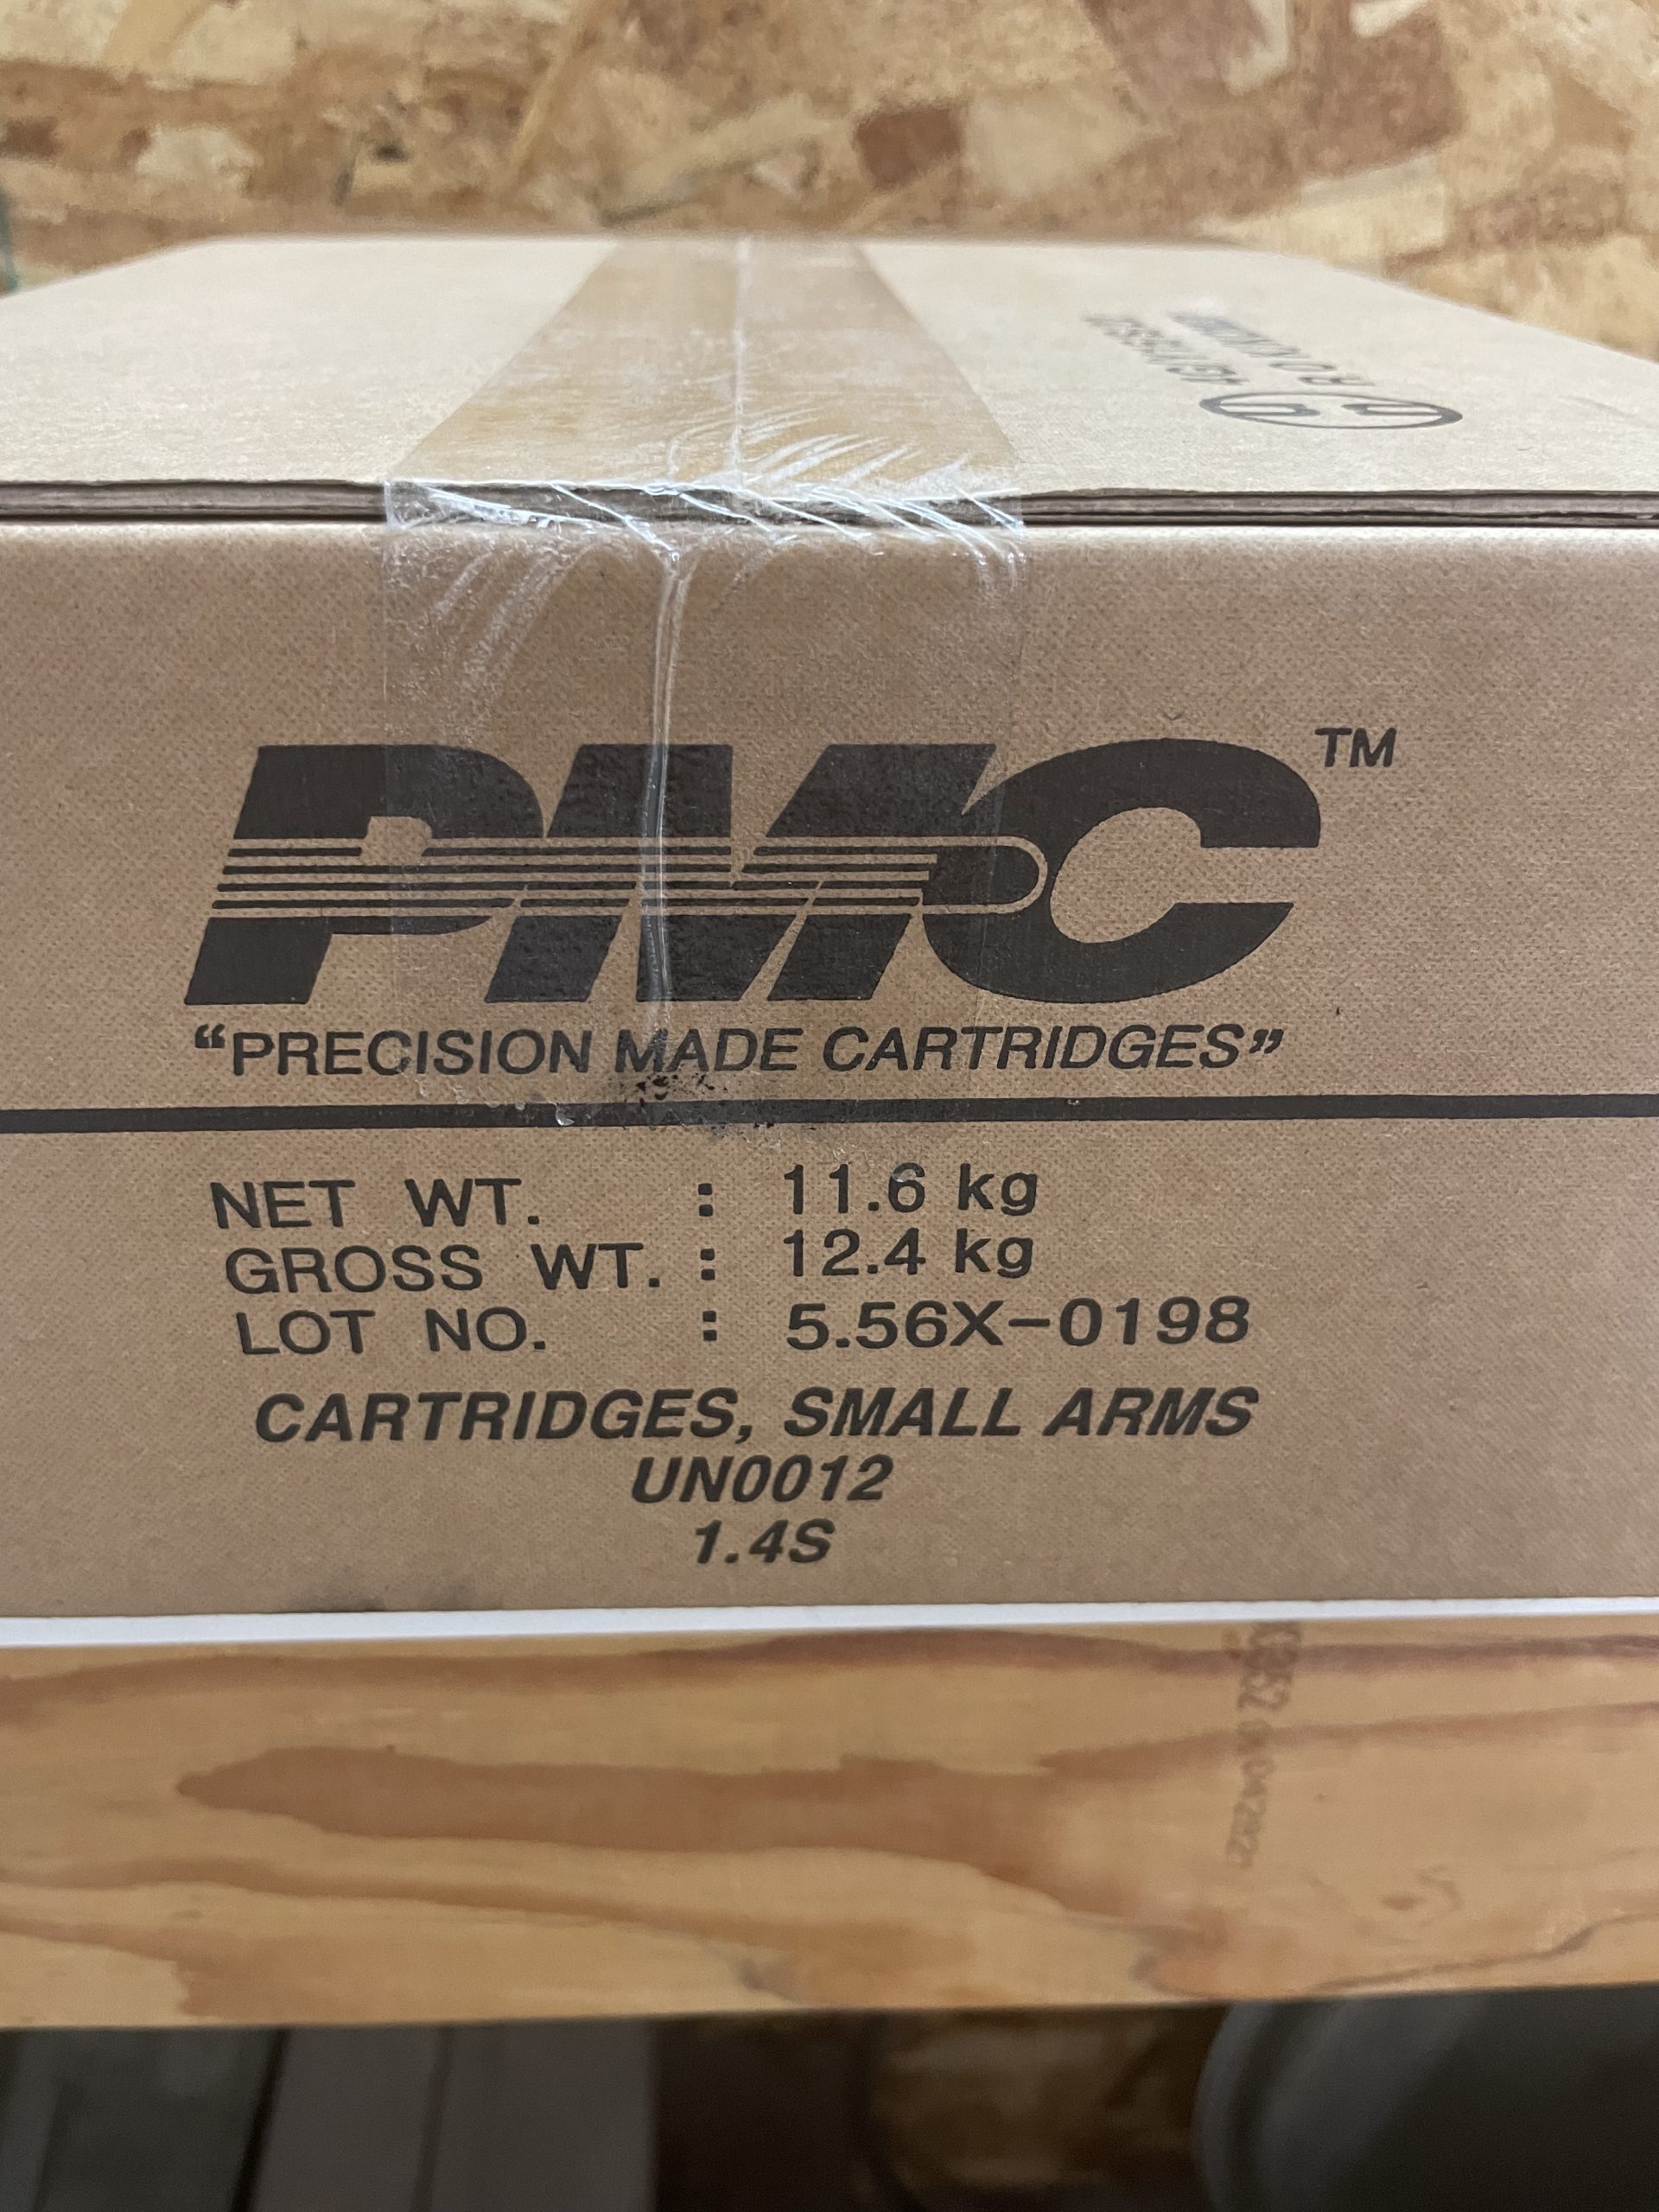 PMC™
“PRECISION MADE CARTRIDGES”
NET WT. : 11.6 kg
GROSS WT. : 12.4 kg
LOT NO. : 5.56X-0198
CARTRIDGES, SMALL ARMS
UN0012
1.4S